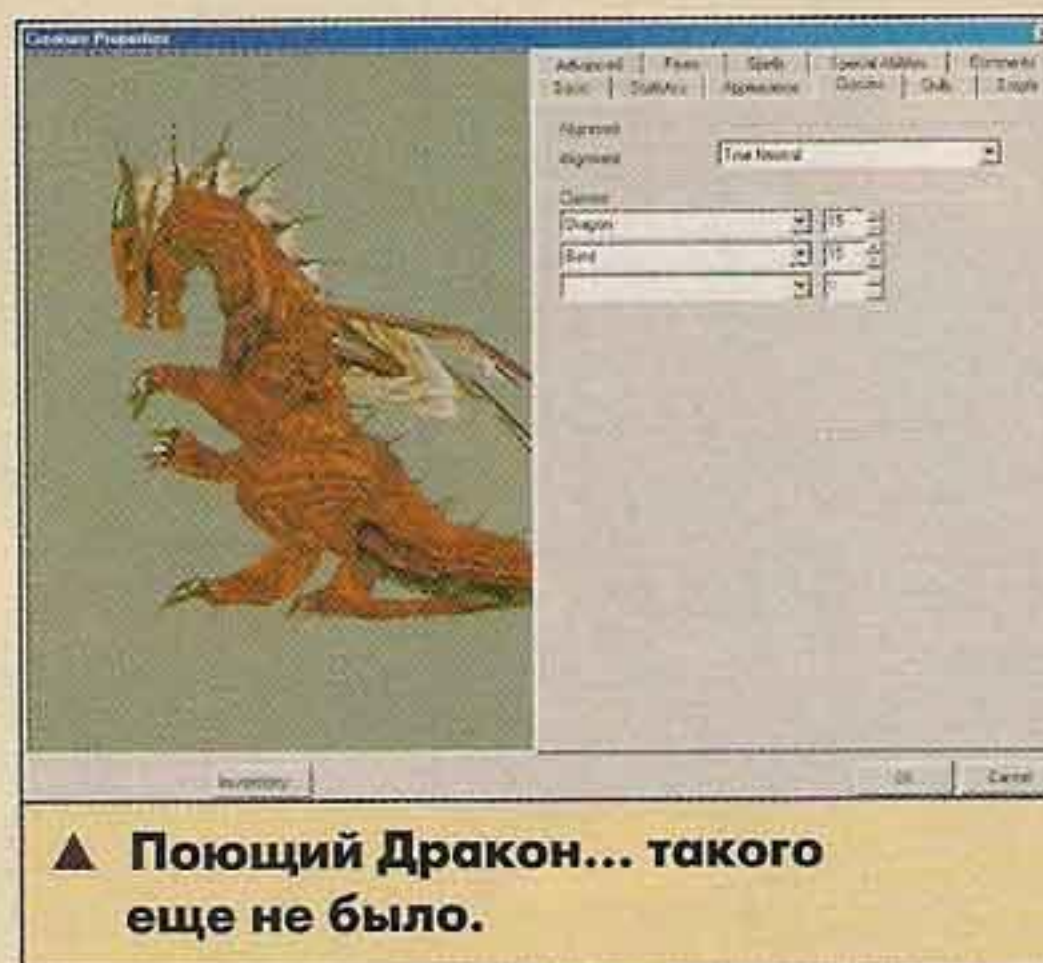 Creature Properties
Advanced Feats Spells Special Abilities Comments
Basic Statistics Appearance Classes Skills Scripts
Alignment
Alignment True Neutral
Classes
Dragon 15
Bard 15
Inventory OK Cancel
▲ Поющий Дракон... такого
еще не было.